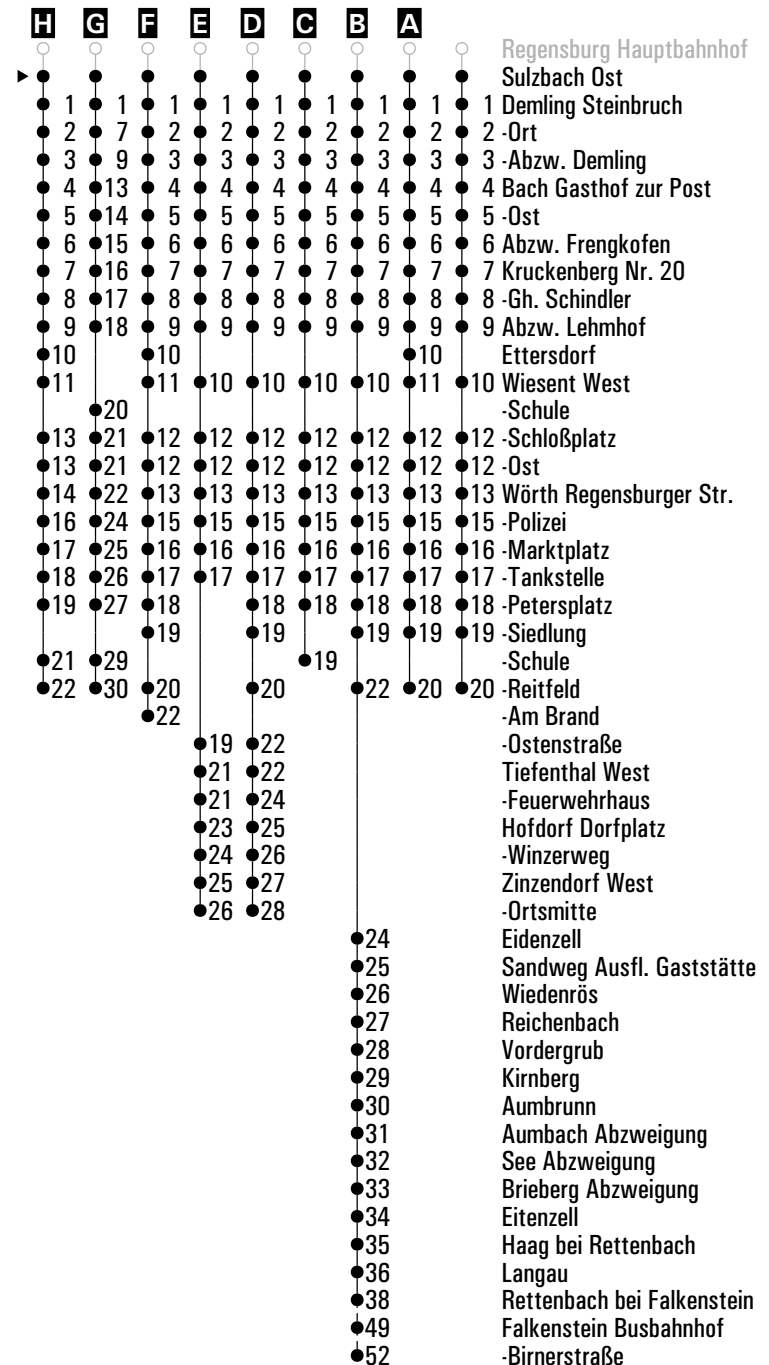 H G F E D C B A
Regensburg Hauptbahnhof
Sulzbach Ost
1 1 1 1 1 1 1 1 1 Demling Steinbruch
2 7 2 2 2 2 2 2 2 -Ort
3 9 3 3 3 3 3 3 3 -Abzw. Demling
4 13 4 4 4 4 4 4 4 Bach Gasthof zur Post
5 14 5 5 5 5 5 5 5 -Ost
6 15 6 6 6 6 6 6 6 Abzw. Frengkofen
7 16 7 7 7 7 7 7 7 Kruckenberg Nr. 20
8 17 8 8 8 8 8 8 8 -Gh. Schindler
9 18 9 9 9 9 9 9 9 Abzw. Lehmhof
10 10 10 Ettersdorf
11 11 10 10 10 10 11 10 Wiesent West
20 -Schule
13 21 12 12 12 12 12 12 12 -Schloßplatz
13 21 12 12 12 12 12 12 12 -Ost
14 22 13 13 13 13 13 13 13 Wörth Regensburger Str.
16 24 15 15 15 15 15 15 15 -Polizei
17 25 16 16 16 16 16 16 16 -Marktplatz
18 26 17 17 17 17 17 17 17 -Tankstelle
19 27 18 18 18 18 18 18 -Petersplatz
19 19 19 19 19 -Siedlung
21 29 19 -Schule
22 30 20 20 22 20 20 -Reitfeld
22 -Am Brand
19 22 -Ostenstraße
21 22 Tiefenthal West
21 24 -Feuerwehrhaus
23 25 Hofdorf Dorfplatz
24 26 -Winzerweg
25 27 Zinzendorf West
26 28 -Ortsmitte
24 Eidenzell
25 Sandweg Ausfl. Gaststätte
26 Wiedenrös
27 Reichenbach
28 Vordergrub
29 Kirnberg
30 Aumbrunn
31 Aumbach Abzweigung
32 See Abzweigung
33 Brieberg Abzweigung
34 Eitenzell
35 Haag bei Rettenbach
36 Langau
38 Rettenbach bei Falkenstein
49 Falkenstein Busbahnhof
52 -Birnerstraße